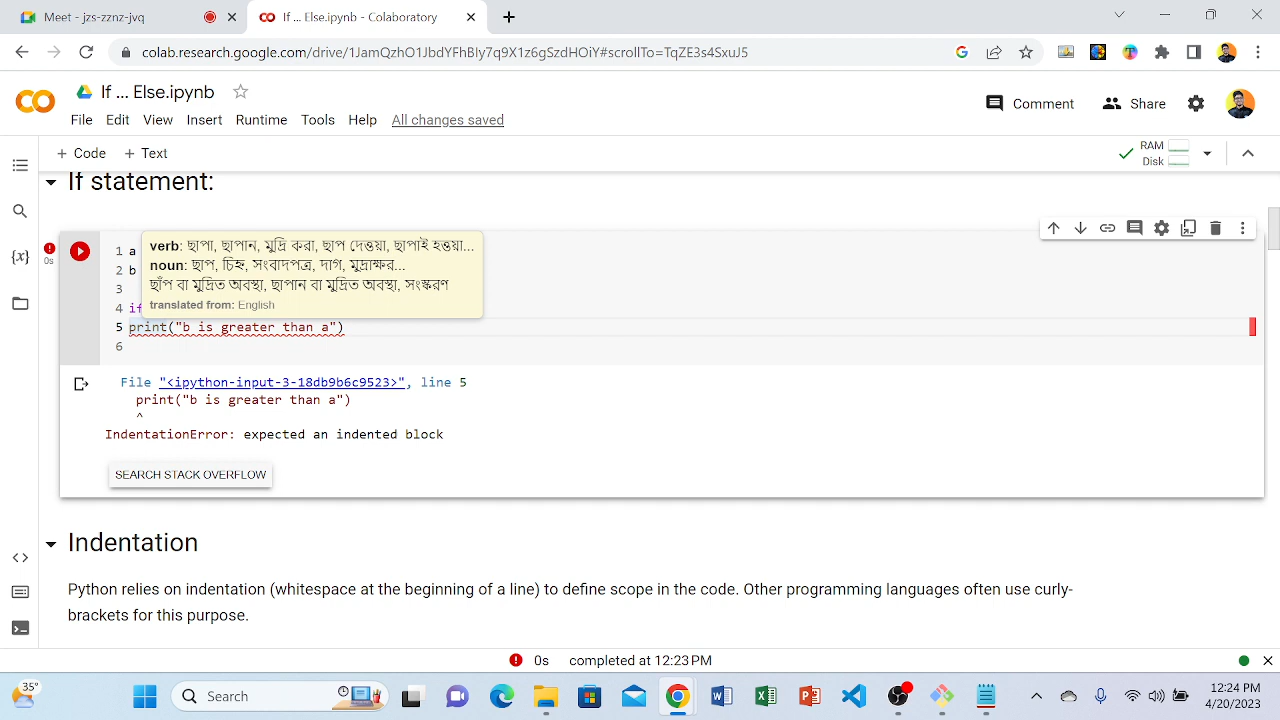 Meet - jzs-zznz-jvq
If ... Else.ipynb - Colaboratory
colab.research.google.com/drive/1JamQzhO1JbdYFhBIy7q9X1z6gSzdHOiY#scrollTo=TqZE3s4SxuJ5
If ... Else.ipynb
Comment
Share
File Edit View Insert Runtime Tools Help All changes saved
+ Code + Text
RAM
Disk
If statement:
0s
1 a
2 b
3
4 if
5 print("b is greater than a")
6
verb: ছাপা, ছাপান, মুদ্রি করা, ছাপ দেওয়া, ছাপাই হওয়া...
noun: ছাপ, চিহ্ন, সংবাদপত্র, দাগ, মুদ্রাক্ষর...
ছাঁপ বা মুদ্রিত অবস্থা, ছাপান বা মুদ্রিত অবস্থা, সংস্করণ
translated from: English
File "<ipython-input-3-18db9b6c9523>", line 5
print("b is greater than a")
^
IndentationError: expected an indented block
SEARCH STACK OVERFLOW
Indentation
Python relies on indentation (whitespace at the beginning of a line) to define scope in the code. Other programming languages often use curly-
brackets for this purpose.
0s completed at 12:23 PM
35°
Search
12:24 PM
4/20/2023